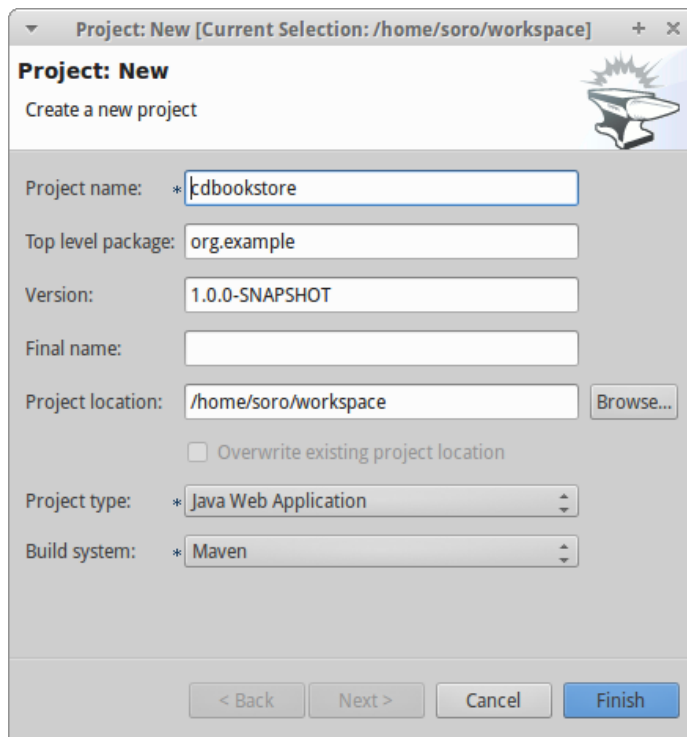 Project: New [Current Selection: /home/soro/workspace]
Project: New
Create a new project
Project name: * cdbookstore
Top level package: org.example
Version: 1.0.0-SNAPSHOT
Final name:
Project location: /home/soro/workspace Browse...
Overwrite existing project location
Project type: * Java Web Application
Build system: * Maven
< Back Next > Cancel Finish